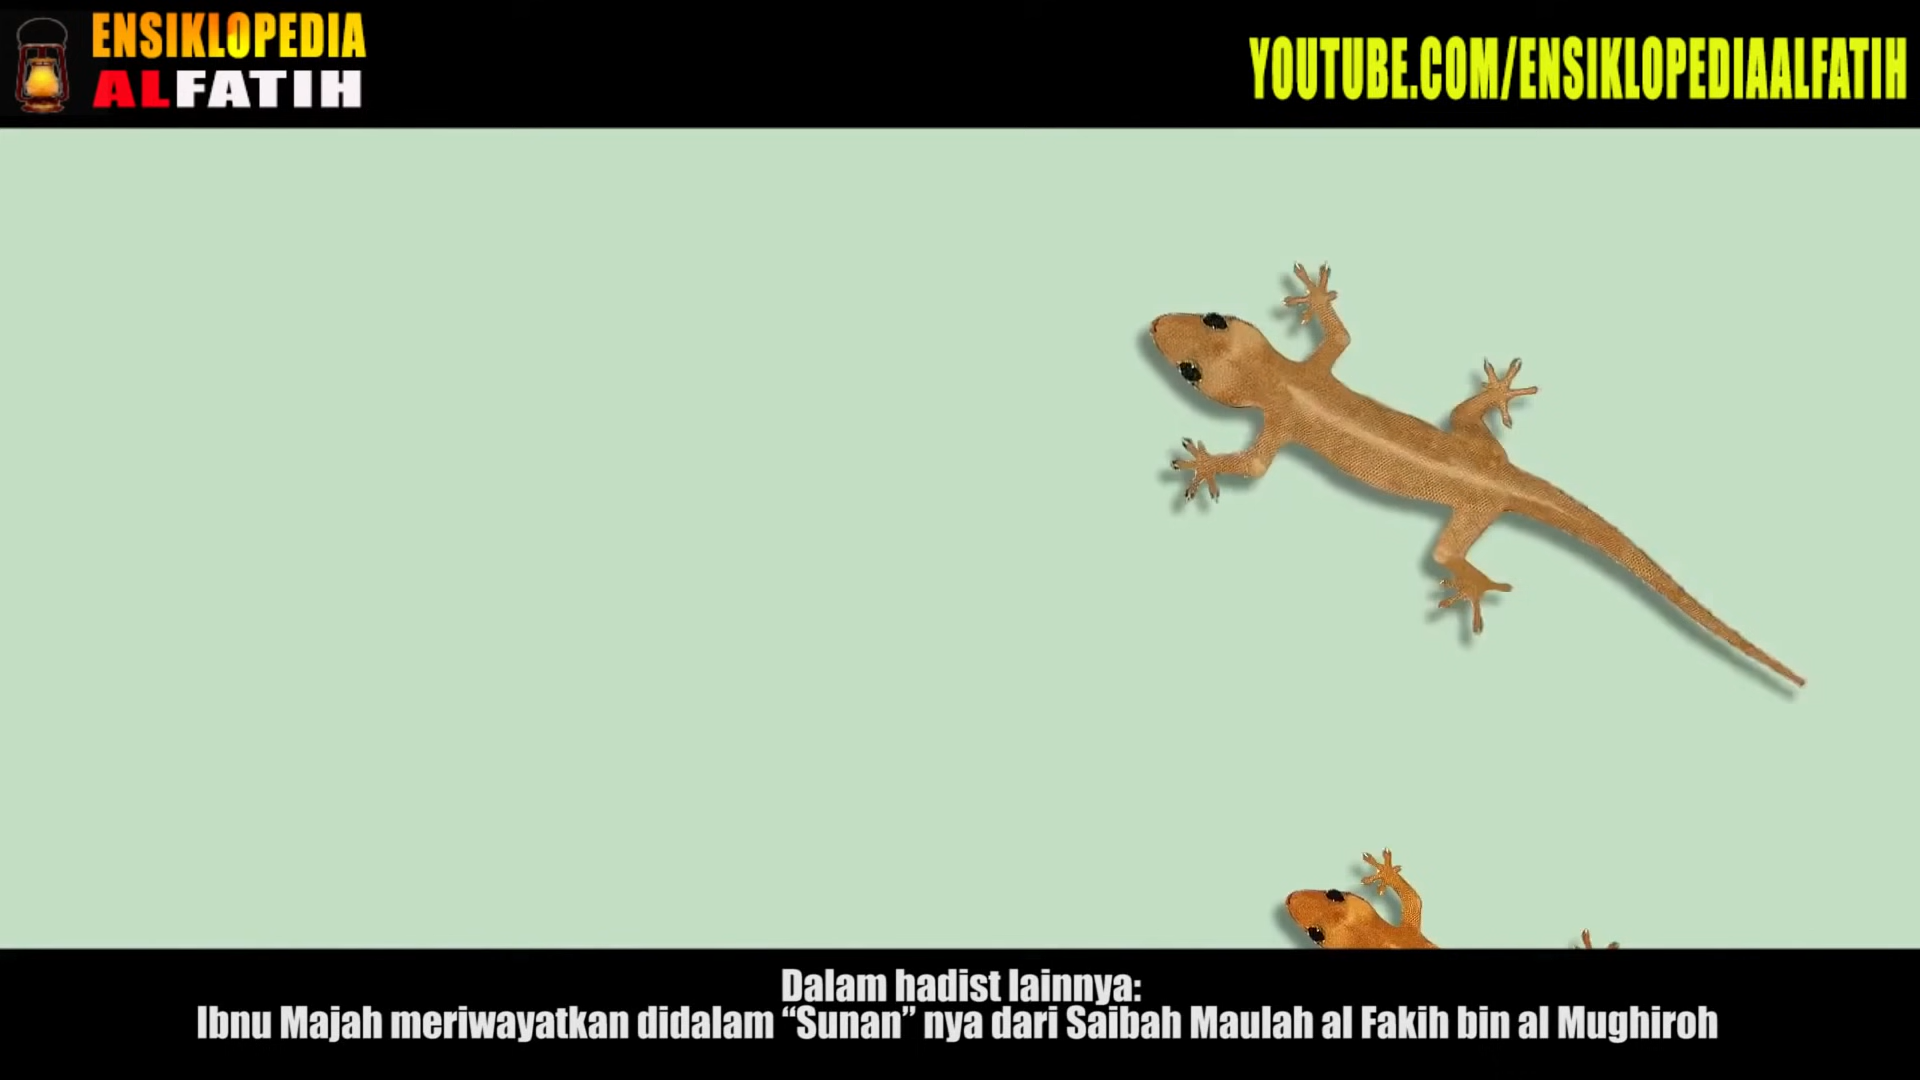 ENSIKLOPEDIA
ALFATIH
YOUTUBE.COM/ENSIKLOPEDIAALFATIH
Dalam hadist lainnya:
Ibnu Majah meriwayatkan didalam “Sunan” nya dari Saibah Maulah al Fakih bin al Mughiroh